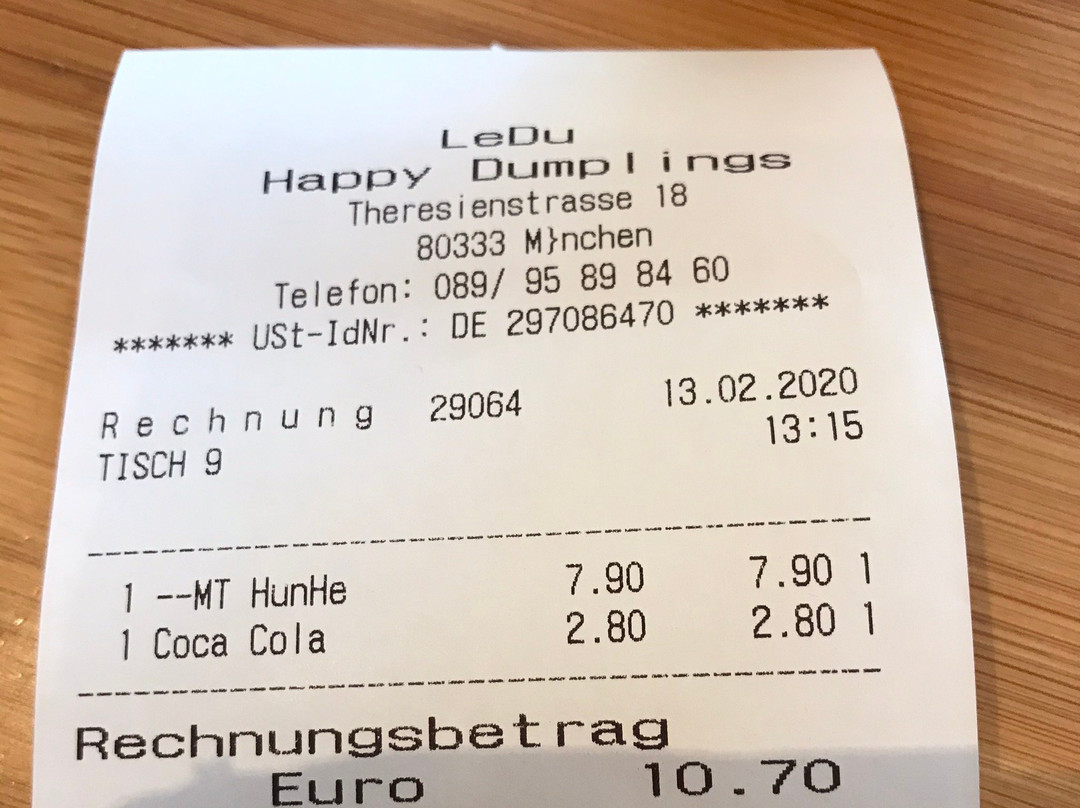 LeDu
Happy Dumplings
Theresienstrasse 18
80333 M}nchen
Telefon: 089/ 95 89 84 60
******* USt-IdNr.: DE 297086470 *******
Rechnung 29064 13.02.2020
13:15
TISCH 9
1 --MT HunHe 7.90 7.90 1
1 Coca Cola 2.80 2.80 1
Rechnungsbetrag
Euro 10.70